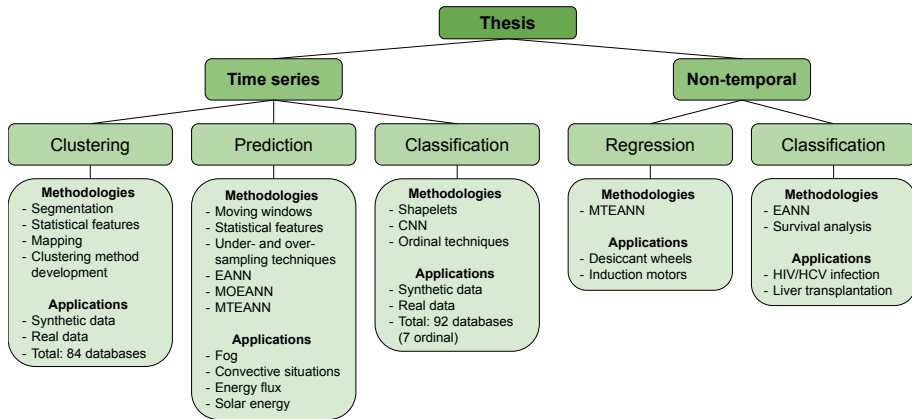 Thesis
Time series
Non-temporal
Clustering
Prediction
Classification
Regression
Classification
Methodologies
- Segmentation
- Statistical features
- Mapping
- Clustering method
development
Applications
- Synthetic data
- Real data
- Total: 84 databases
Methodologies
- Moving windows
- Statistical features
- Under- and over-
sampling techniques
- EANN
- MOEANN
- MTEANN
Applications
- Fog
- Convective situations
- Energy flux
- Solar energy
Methodologies
- Shapelets
- CNN
- Ordinal techniques
Applications
- Synthetic data
- Real data
- Total: 92 databases
(7 ordinal)
Methodologies
- MTEANN
Applications
- Desiccant wheels
- Induction motors
Methodologies
- EANN
- Survival analysis
Applications
- HIV/HCV infection
- Liver transplantation